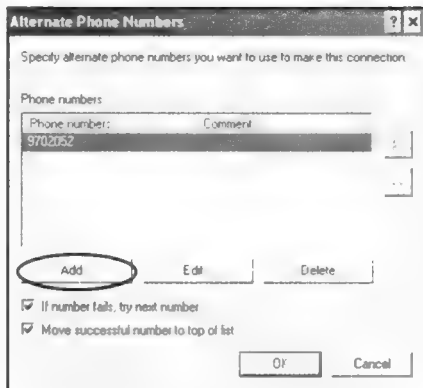 Alternate Phone Numbers
Specify alternate phone numbers you want to use to make this connection.
Phone numbers
Phone number: Comment
9702052
Add Edit Delete
If number fails, try next number
Move successful number to top of list
OK Cancel